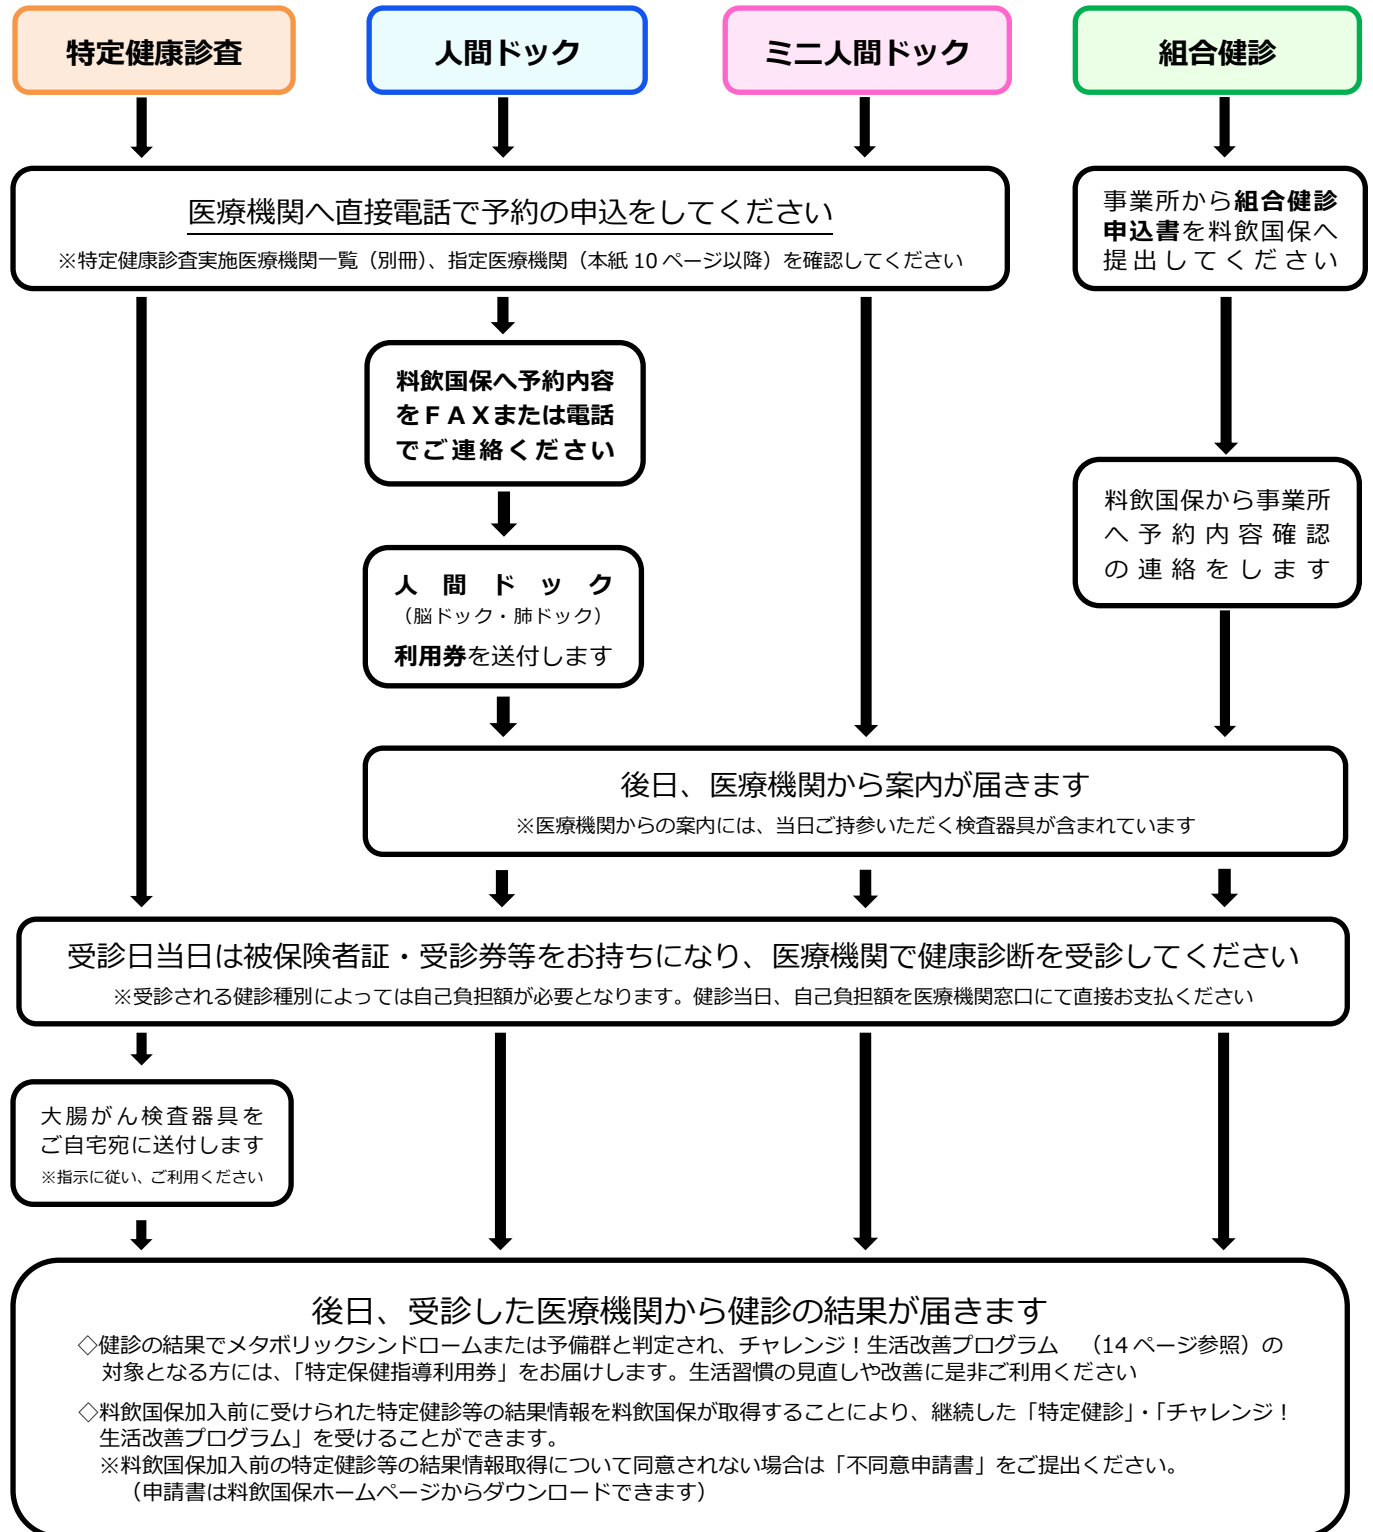 特定健康診査
人間ドック
ミニ人間ドック
組合健診
医療機関へ直接電話で予約の申込をしてください
※特定健康診査実施医療機関一覧（別冊）、指定医療機関（本紙 10 ページ以降）を確認してください
事業所から組合健診
申込書を料飲国保へ
提出してください
料飲国保へ予約内容
をＦＡＸまたは電話
でご連絡ください
料飲国保から事業所
へ予約内容確認
の連絡をします
人間ドック
（脳ドック・肺ドック）
利用券を送付します
後日、医療機関から案内が届きます
※医療機関からの案内には、当日ご持参いただく検査器具が含まれています
受診日当日は被保険者証・受診券等をお持ちになり、医療機関で健康診断を受診してください
※受診される健診種別によっては自己負担額が必要となります。健診当日、自己負担額を医療機関窓口にて直接お支払ください
大腸がん検査器具を
ご自宅宛に送付します
※指示に従い、ご利用ください
後日、受診した医療機関から健診の結果が届きます
◇健診の結果でメタボリックシンドロームまたは予備群と判定され、チャレンジ！生活改善プログラム　（14 ページ参照）の
対象となる方には、「特定保健指導利用券」をお届けします。生活習慣の見直しや改善に是非ご利用ください
◇料飲国保加入前に受けられた特定健診等の結果情報を料飲国保が取得することにより、継続した「特定健診」・「チャレンジ！
生活改善プログラム」を受けることができます。
※料飲国保加入前の特定健診等の結果情報取得について同意されない場合は「不同意申請書」をご提出ください。
（申請書は料飲国保ホームページからダウンロードできます）